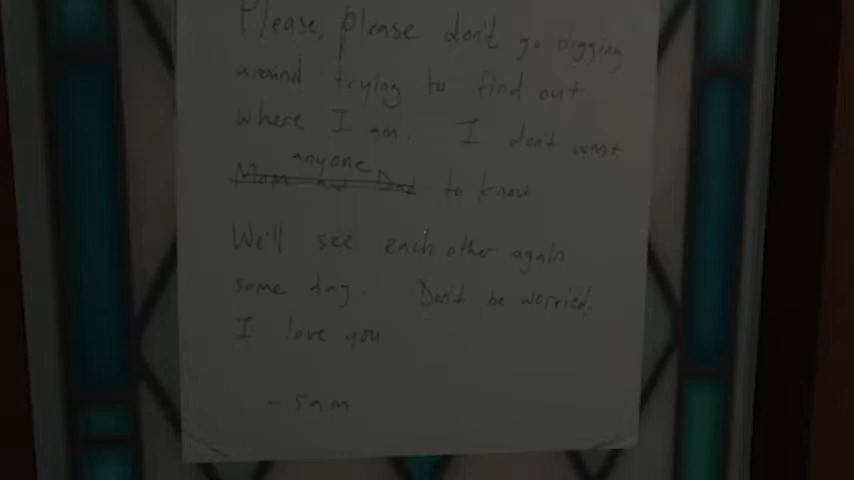 Please, please don't go digging
around trying to find out
where I am. I don't want
anyone
Mom or Dad to know
We'll see each other again
some day. Don't be worried.
I love you
- Sam